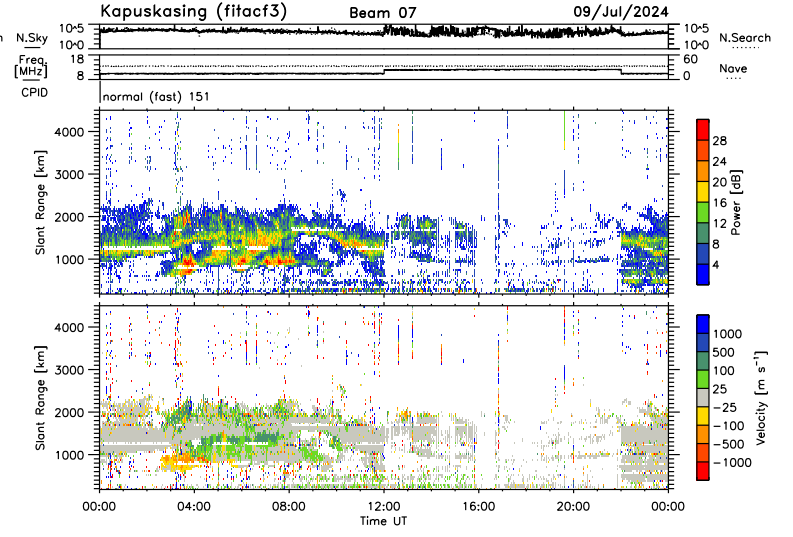 Kapuskasing (fitacf3) Beam 07 09/Jul/2024
N.Sky 10^5 10^0 10^5 10^0 N.Search
Freq. [MHz] 18 8 60 0 Nave
CPID normal (fast) 151
Slant Range [km]
4000
3000
2000
1000
Power [dB]
28
24
20
16
12
8
4
Slant Range [km]
4000
3000
2000
1000
Velocity [m s⁻¹]
1000
500
100
25
-25
-100
-500
-1000
00:00 04:00 08:00 12:00 16:00 20:00 00:00
Time UT